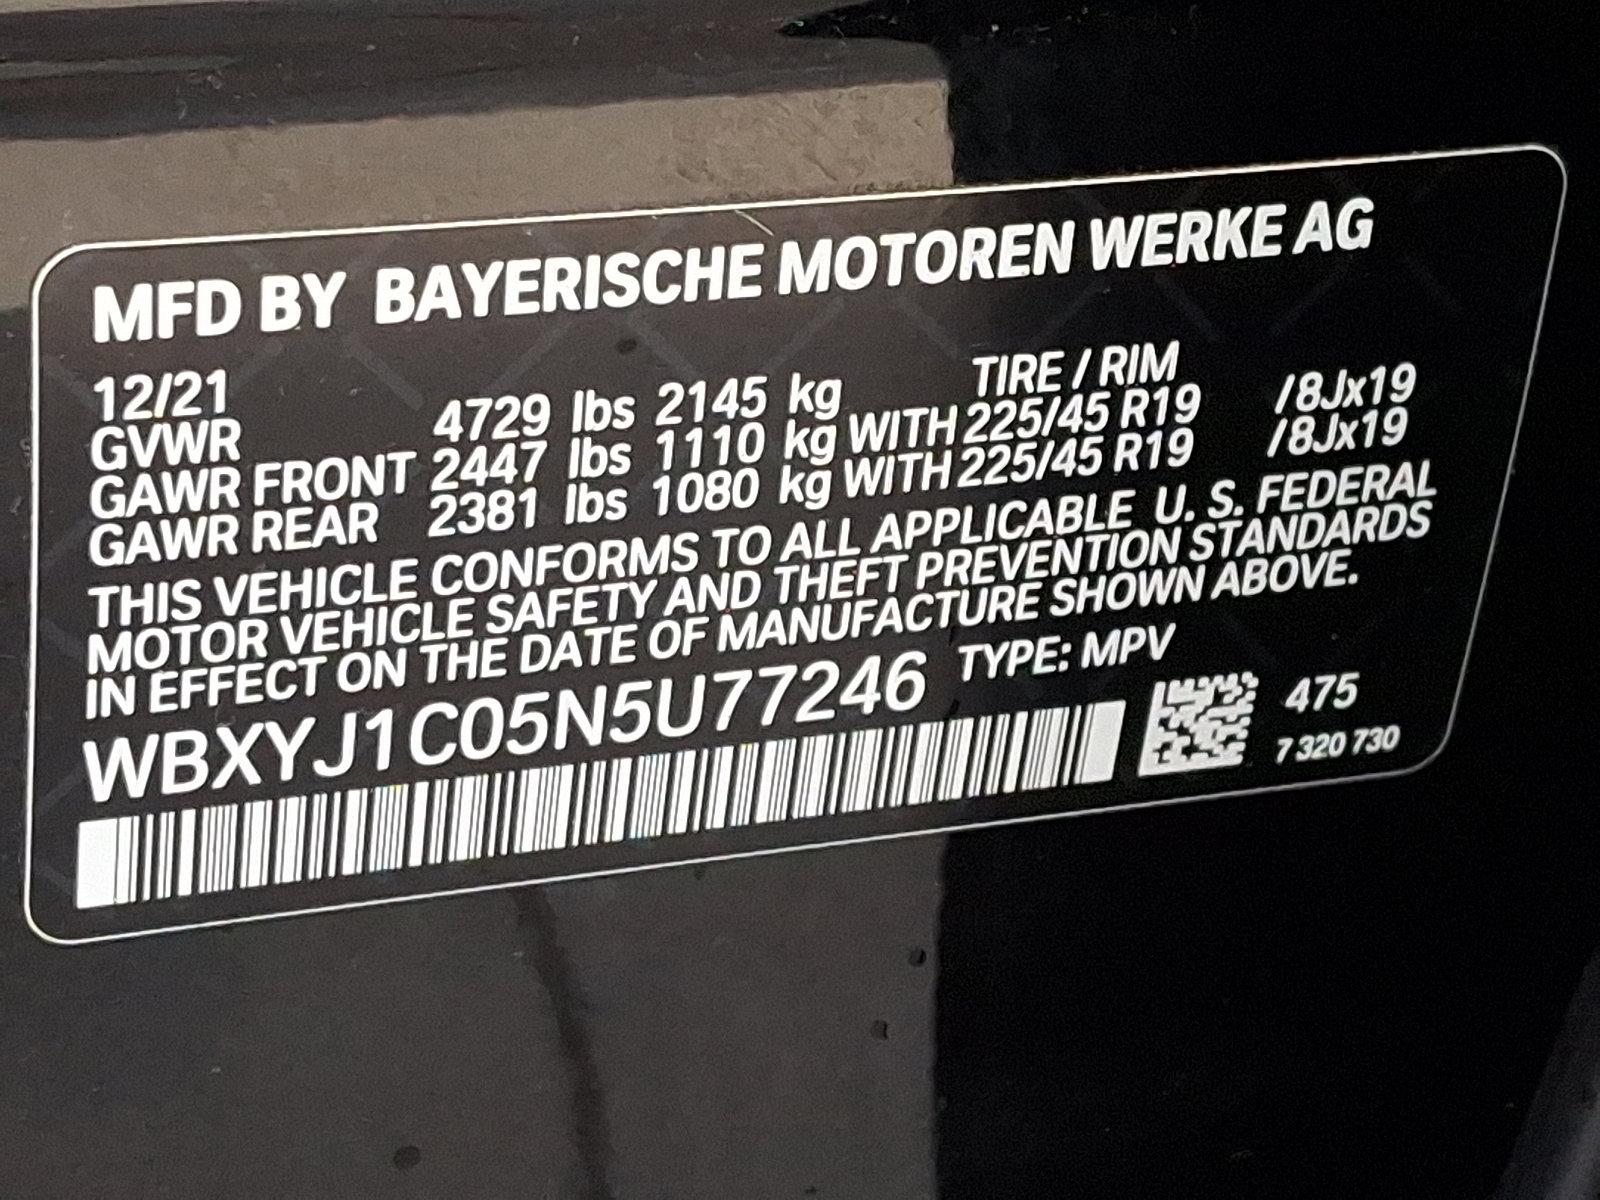 MFD BY BAYERISCHE MOTOREN WERKE AG
12/21 TIRE / RIM
GVWR 4729 lbs 2145 kg
GAWR FRONT 2447 lbs 1110 kg WITH 225/45 R19 /8Jx19
GAWR REAR 2381 lbs 1080 kg WITH 225/45 R19 /8Jx19
THIS VEHICLE CONFORMS TO ALL APPLICABLE U. S. FEDERAL
MOTOR VEHICLE SAFETY AND THEFT PREVENTION STANDARDS
IN EFFECT ON THE DATE OF MANUFACTURE SHOWN ABOVE.
WBXYJ1C05N5U77246 TYPE: MPV
475
7 320 730